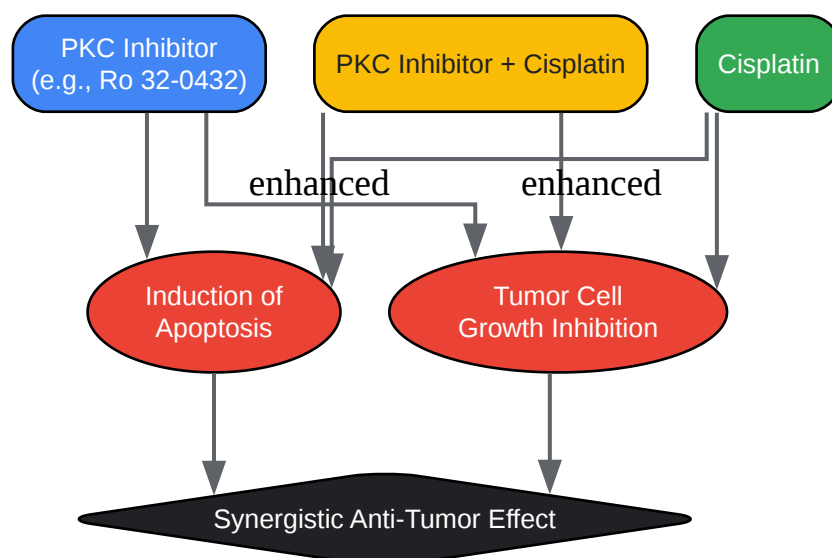 PKC Inhibitor
(e.g., Ro 32-0432)
PKC Inhibitor + Cisplatin
Cisplatin
enhanced
enhanced
Induction of
Apoptosis
Tumor Cell
Growth Inhibition
Synergistic Anti-Tumor Effect